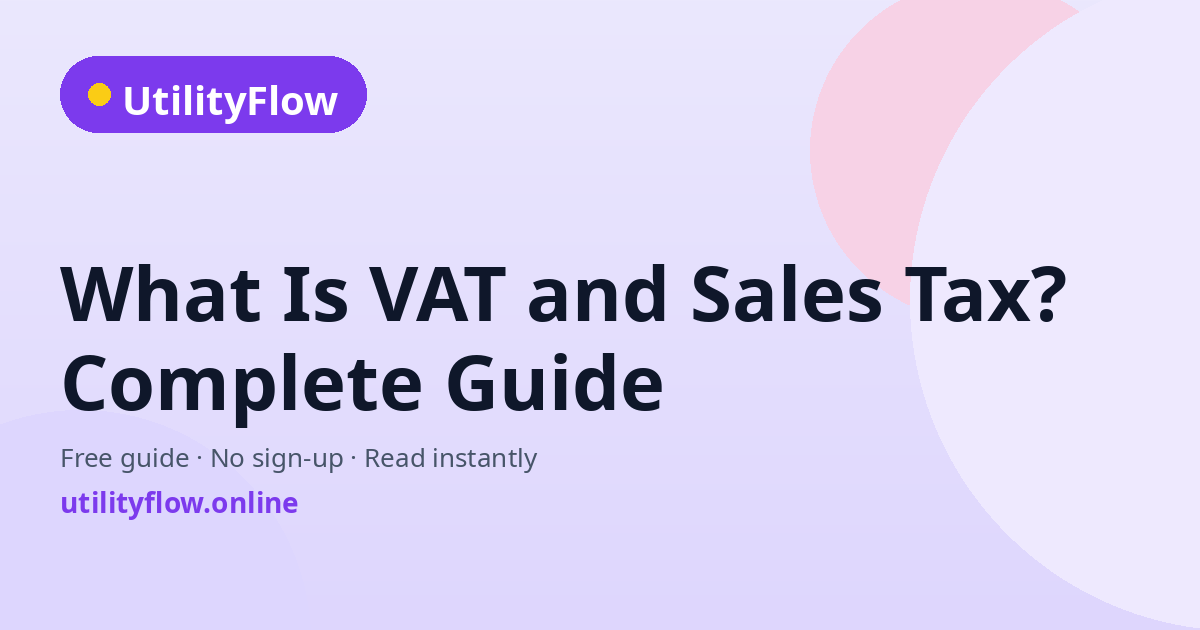 UtilityFlow
What Is VAT and Sales Tax?
Complete Guide
Free guide · No sign-up · Read instantly
utilityflow.online